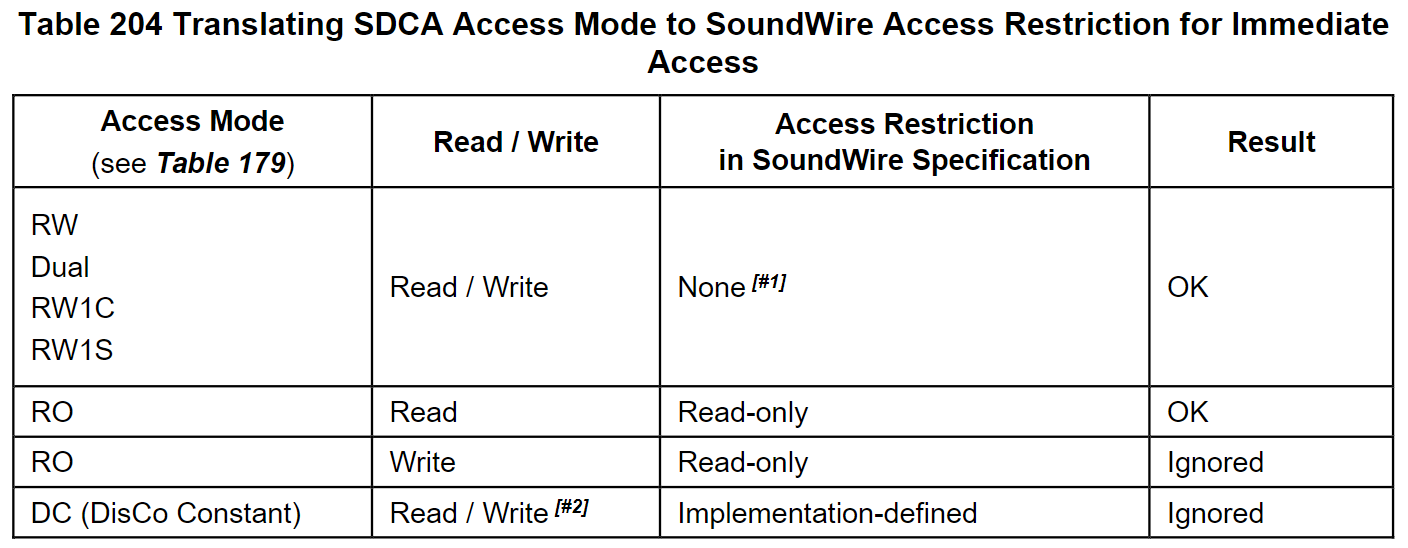 Table 204 Translating SDCA Access Mode to SoundWire Access Restriction for Immediate
Access
Access Mode
(see Table 179)
Read / Write
Access Restriction
in SoundWire Specification
Result
RW
Dual
RW1C
RW1S
Read / Write
None [#1]
OK
RO
Read
Read-only
OK
RO
Write
Read-only
Ignored
DC (DisCo Constant)
Read / Write [#2]
Implementation-defined
Ignored